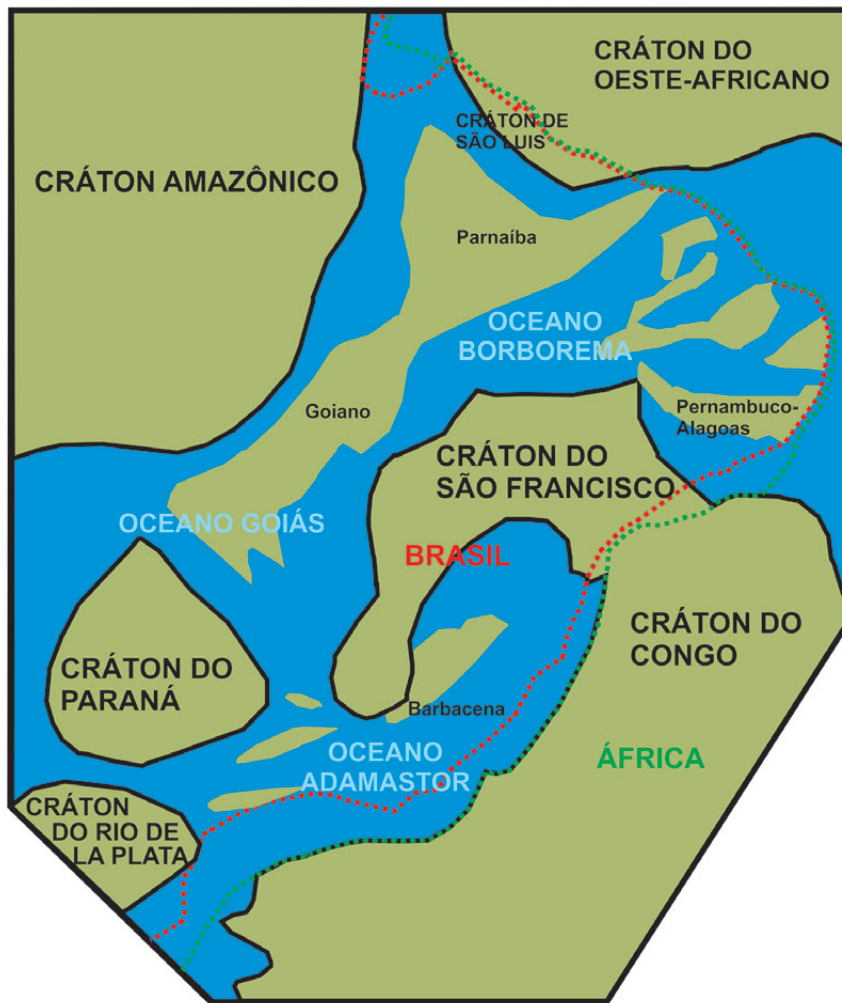 CRÁTON DO
OESTE-AFRICANO
CRÁTON DE
SÃO LUIS
CRÁTON AMAZÔNICO
Parnaíba
OCEANO
BORBOREMA
Goiano
Pernambuco-
Alagoas
CRÁTON DO
SÃO FRANCISCO
OCEANO GOIÁS
BRASIL
CRÁTON DO
CONGO
CRÁTON DO
PARANÁ
Barbacena
OCEANO
ADAMASTOR
ÁFRICA
CRÁTON
DO RIO DE
LA PLATA